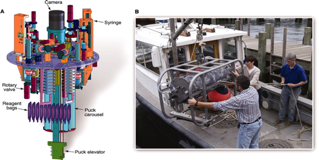 A
Camera
Syringe
Rotary
valve
Reagent
bags
Puck
carousel
Puck elevator
B